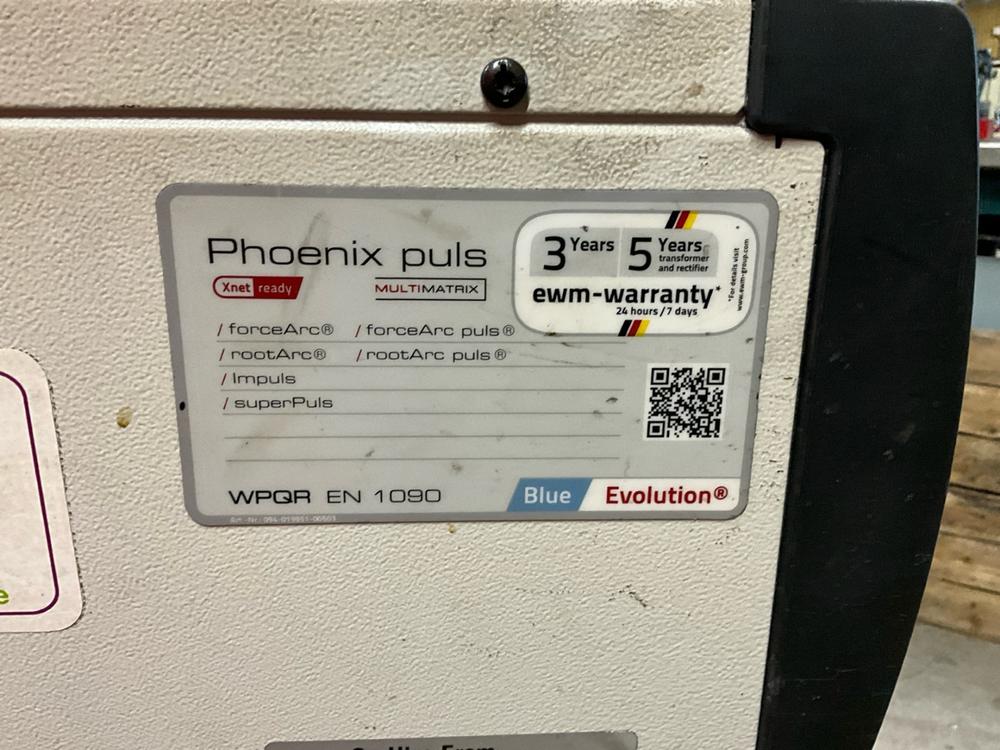 Phoenix puls
Xnet ready
MULTIMATRIX
3 Years 5 Years
transformer
and rectifier
ewm-warranty*
24 hours / 7 days
*For details visit
www.ewm-group.com
/ forceArc® / forceArc puls®
/ rootArc® / rootArc puls®
/ Impuls
/ superPuls
WPQR EN 1090
Blue Evolution®
e